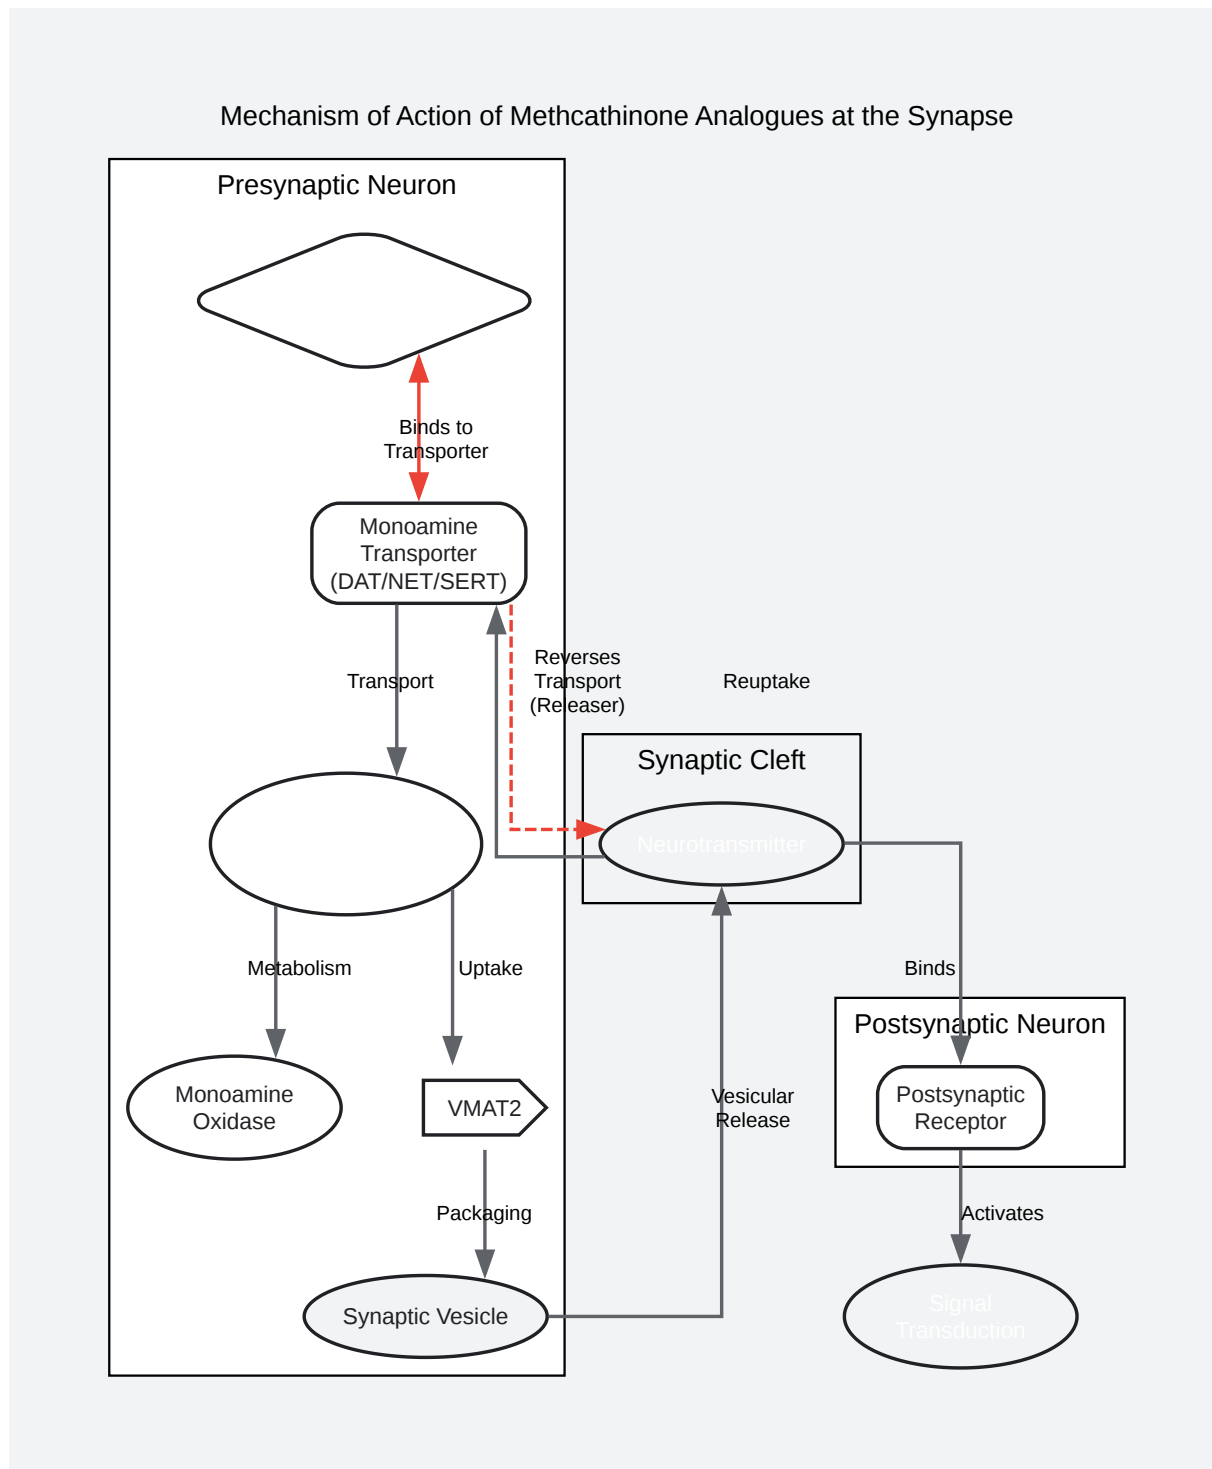 Mechanism of Action of Methcathinone Analogues at the Synapse
Presynaptic Neuron
Binds to
Transporter
Monoamine
Transporter
(DAT/NET/SERT)
Transport
Reverses
Transport
(Releaser)
Reuptake
Synaptic Cleft
Neurotransmitter
Metabolism
Uptake
Binds
Postsynaptic Neuron
Monoamine
Oxidase
VMAT2
Vesicular
Release
Postsynaptic
Receptor
Packaging
Activates
Synaptic Vesicle
Signal
Transduction